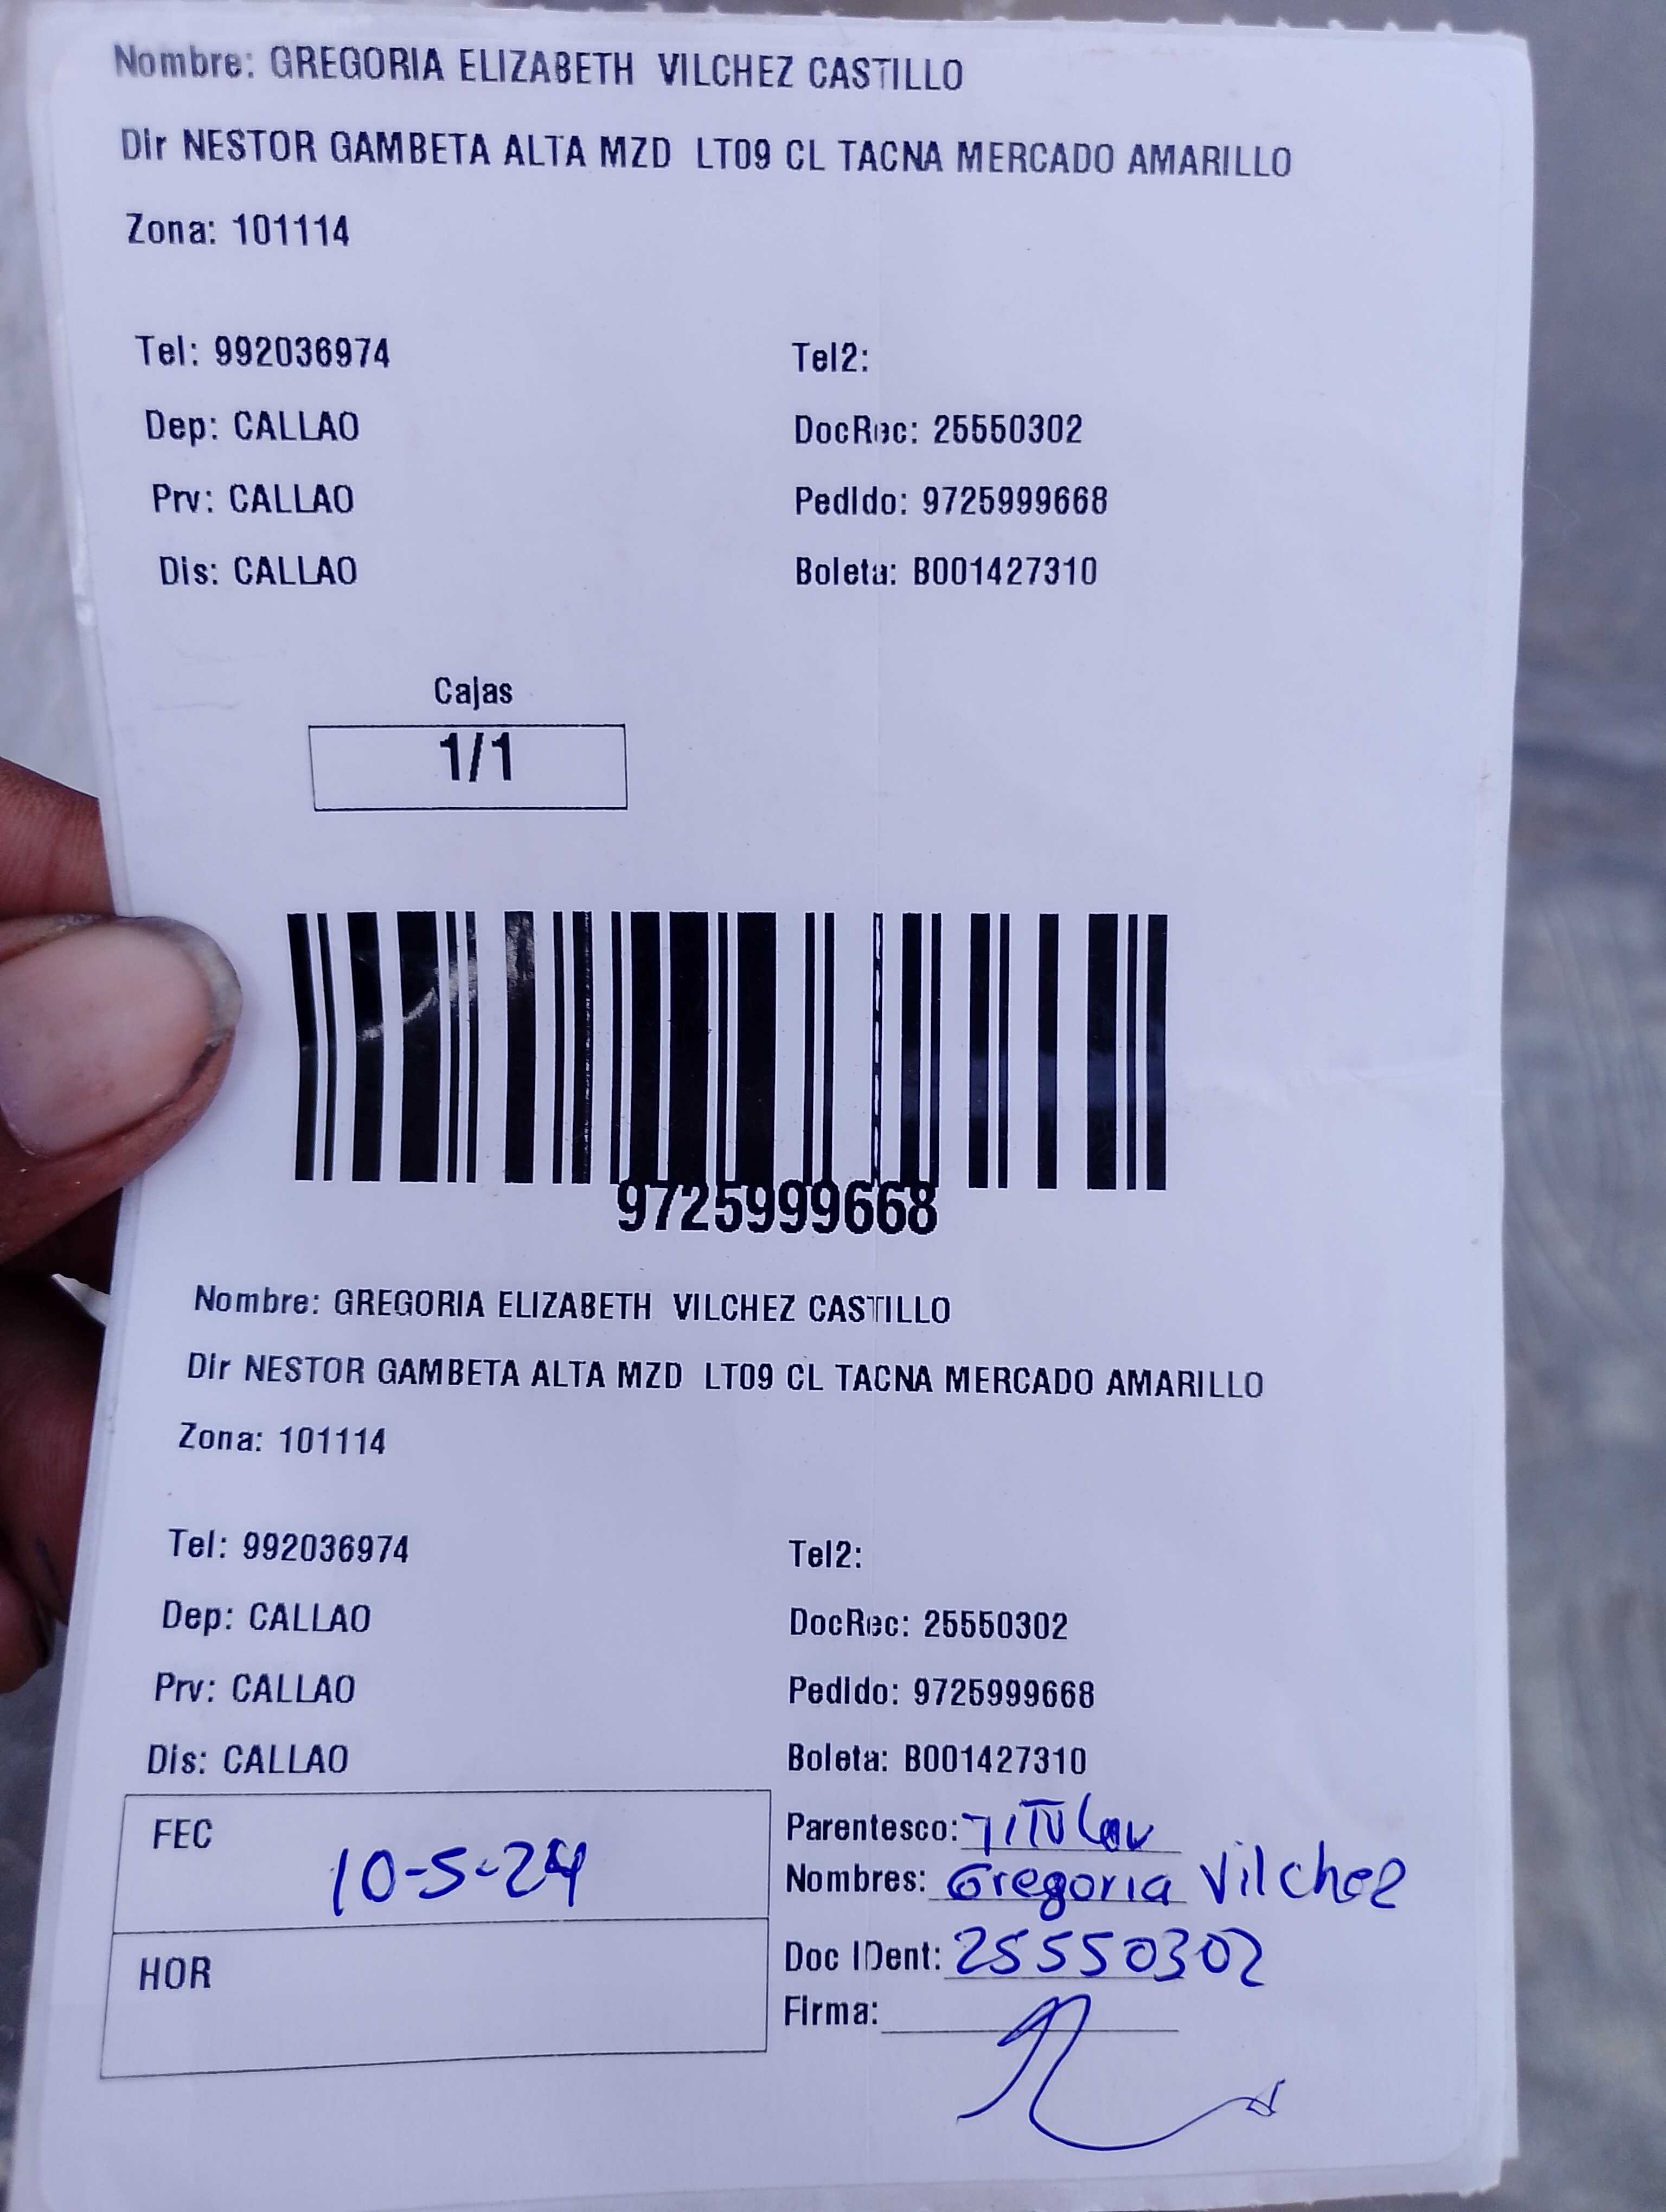 Nombre: GREGORIA ELIZABETH VILCHEZ CASTILLO
Dir NESTOR GAMBETA ALTA MZD LT09 CL TACNA MERCADO AMARILLO
Zona: 101114
Tel: 992036974 Tel2:
Dep: CALLAO DocRec: 25550302
Prv: CALLAO Pedido: 9725999668
Dis: CALLAO Boleta: B001427310
Cajas
1/1
9725999668
Nombre: GREGORIA ELIZABETH VILCHEZ CASTILLO
Dir NESTOR GAMBETA ALTA MZD LT09 CL TACNA MERCADO AMARILLO
Zona: 101114
Tel: 992036974 Tel2:
Dep: CALLAO DocRec: 25550302
Prv: CALLAO Pedido: 9725999668
Dis: CALLAO Boleta: B001427310
FEC 10-5-24
HOR
Parentesco: TITULAR
Nombres: Gregoria Vilchez
Doc IDent: 25550302
Firma: